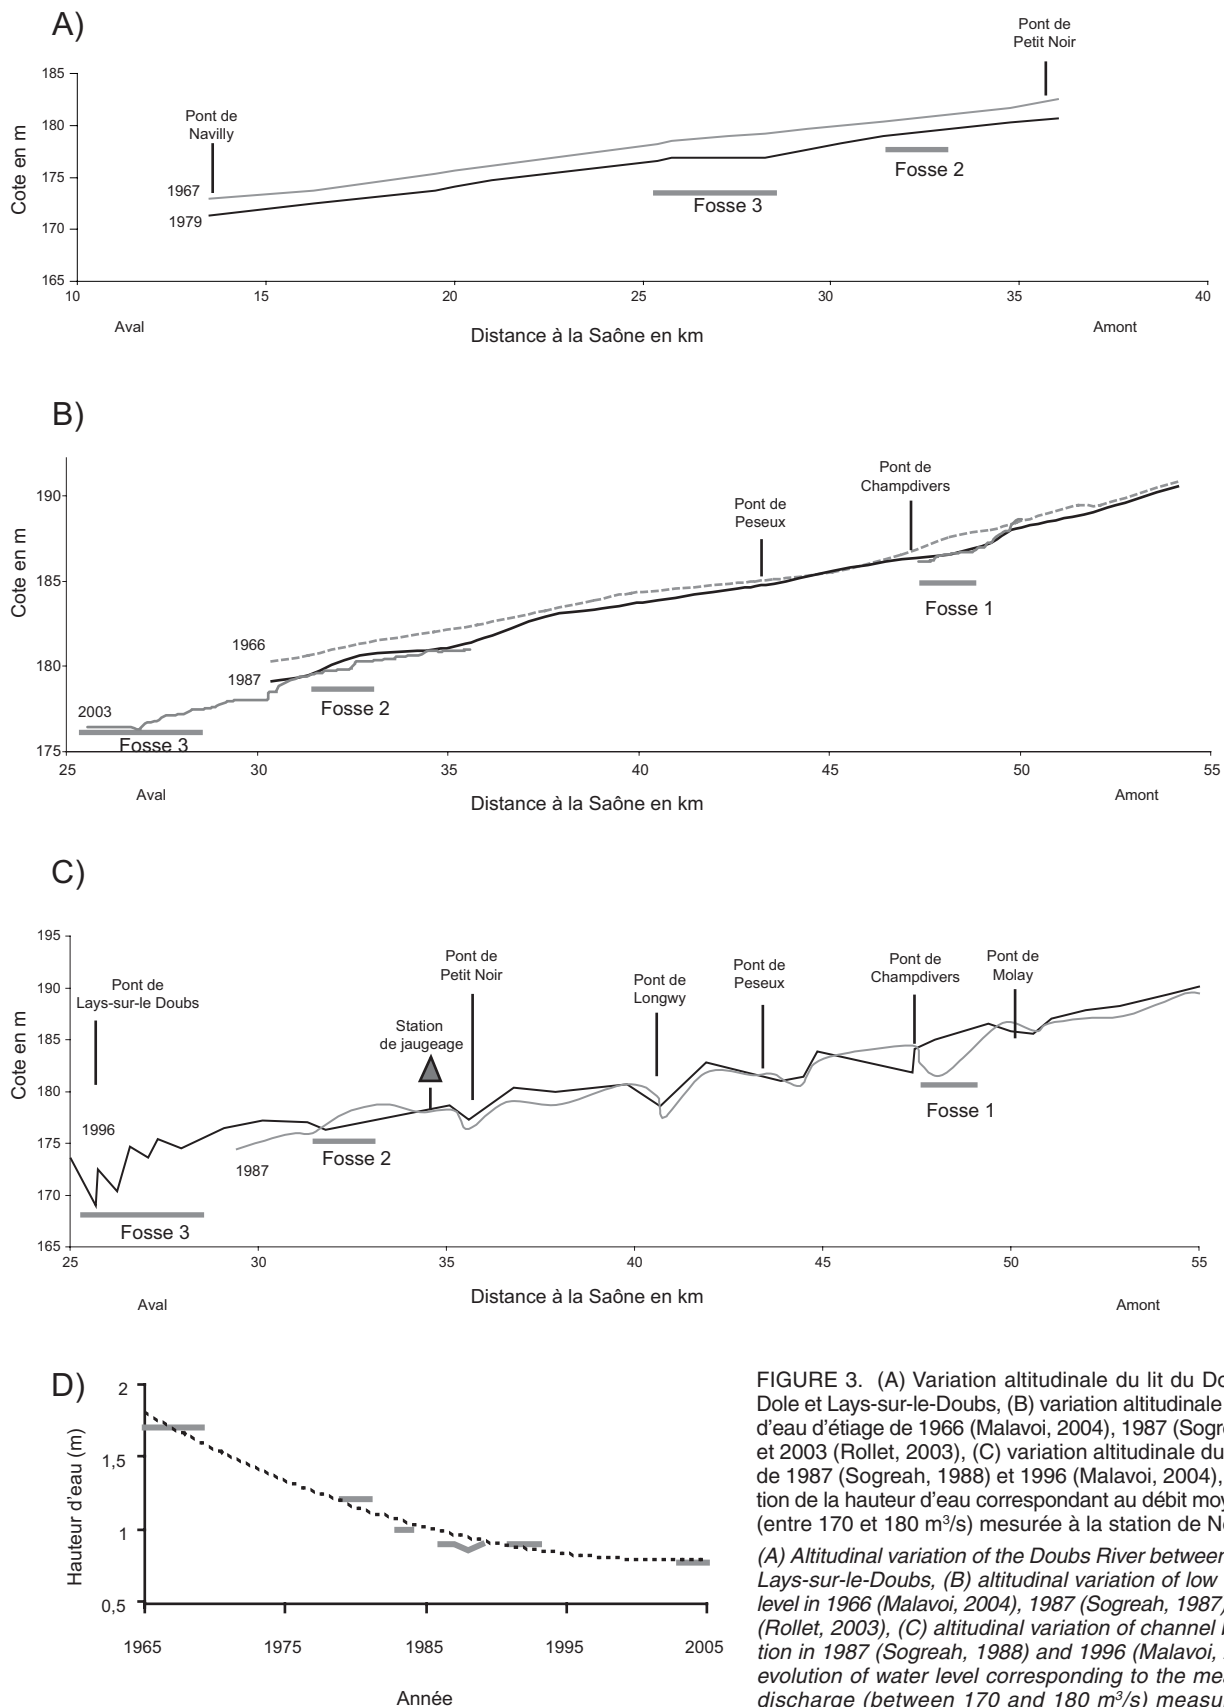 A)
Pont de
Petit Noir
185
Pont de
Navilly
180
Cote en m
175
1967
Fosse 2
Fosse 3
1979
170
165
10
15
20
25
30
35
40
Aval
Distance à la Saône en km
Amont
B)
Pont de
Champdivers
190
Pont de
Peseux
Cote en m
185
Fosse 1
1966
180
1987
Fosse 2
2003
Fosse 3
175
25
30
35
40
45
50
55
Aval
Distance à la Saône en km
Amont
C)
195
Pont de
Lays-sur-le Doubs
Pont de
Petit Noir
Pont de
Longwy
Pont de
Peseux
Pont de
Champdivers
Pont de
Molay
190
Station
de jaugeage
Cote en m
185
180
Fosse 1
1996
175
Fosse 2
1987
170
Fosse 3
165
25
30
35
40
45
50
55
Aval
Distance à la Saône en km
Amont
D)
2
1,5
Hauteur d'eau (m)
1
0,5
1965
1975
1985
1995
2005
Année
FIGURE 3. (A) Variation altitudinale du lit du
Dole et Lays-sur-le-Doubs, (B) variation altitudinale
d'eau d'étiage de 1966 (Malavoi, 2004), 1987
et 2003 (Rollet, 2003), (C) variation altitudinale du
de 1987 (Sogreah, 1988) et 1996 (Malavoi, 2004),
tion de la hauteur d'eau correspondant au débit
(entre 170 et 180 m³/s) mesurée à la station de
(A) Altitudinal variation of the Doubs River between
Lays-sur-le-Doubs, (B) altitudinal variation of low
level in 1966 (Malavoi, 2004), 1987 (Sogreah, 1987)
(Rollet, 2003), (C) altitudinal variation of channel
tion in 1987 (Sogreah, 1988) and 1996 (Malavoi,
evolution of water level corresponding to the
discharge (between 170 and 180 m³/s)